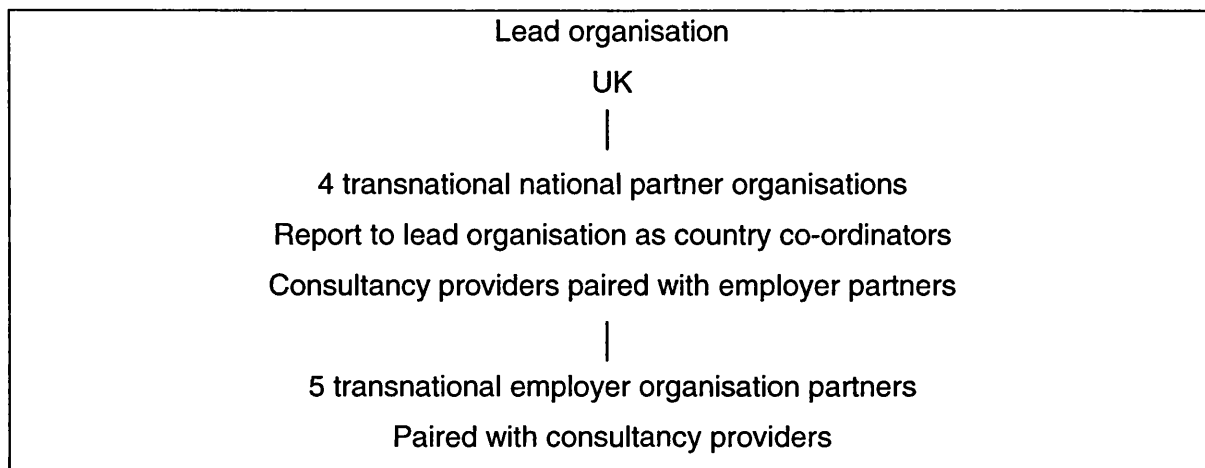 Lead organisation
UK
4 transnational national partner organisations
Report to lead organisation as country co-ordinators
Consultancy providers paired with employer partners
5 transnational employer organisation partners
Paired with consultancy providers